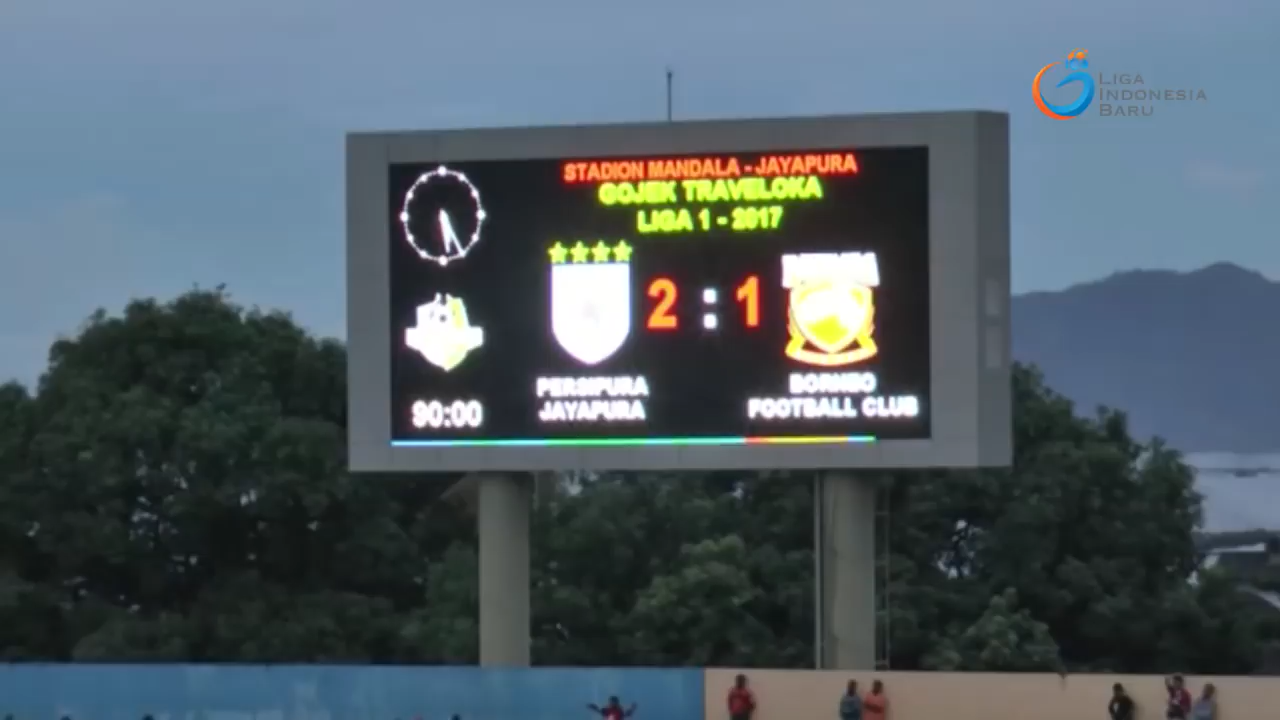 LIGA
INDONESIA
BARU
STADION MANDALA - JAYAPURA
GOJEK TRAVELOKA
LIGA 1 - 2017
2 : 1
PERSIPURA
JAYAPURA
BORNEO
FOOTBALL CLUB
90:00